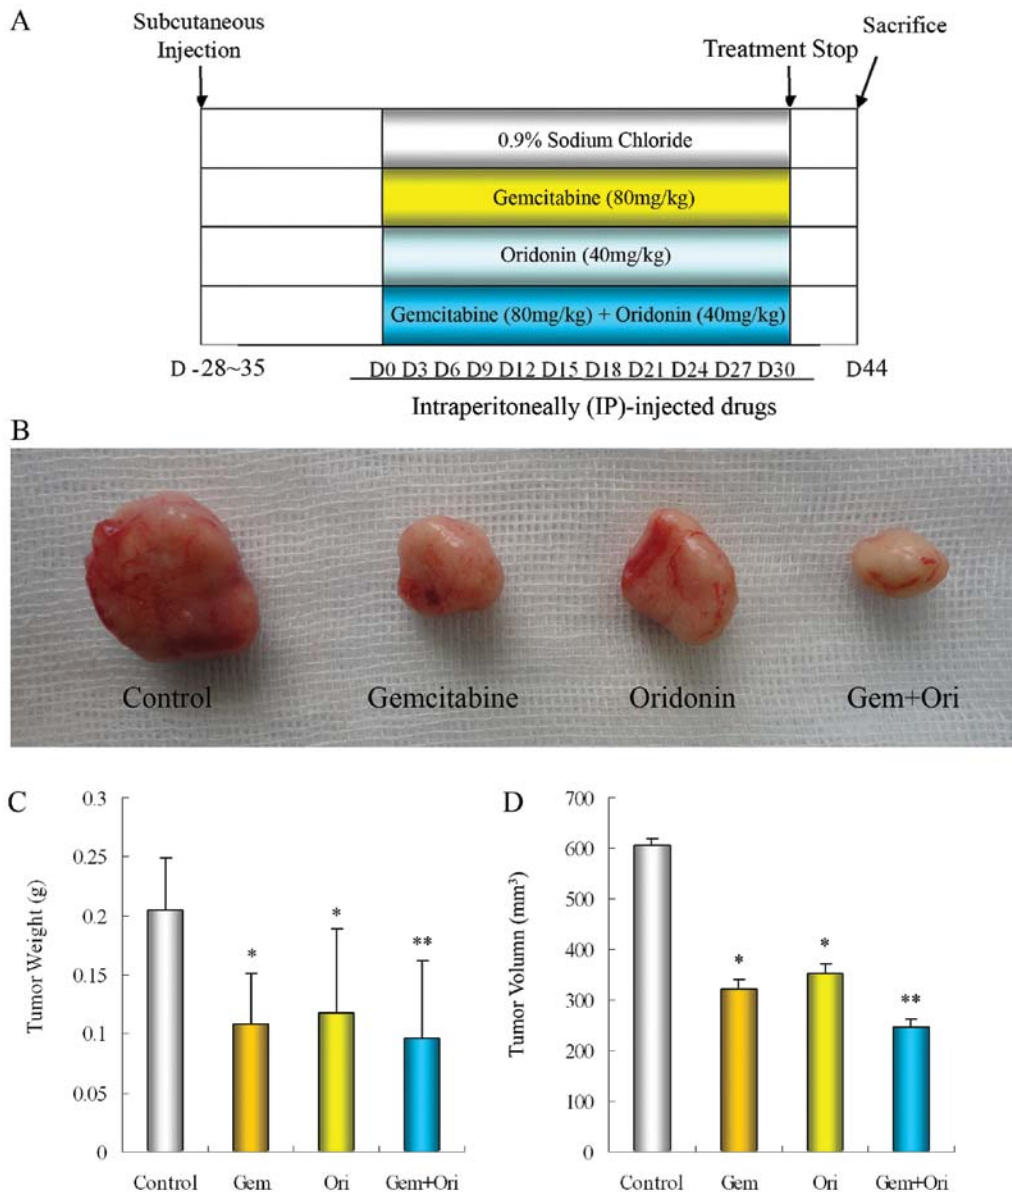 A
Subcutaneous
Injection
Treatment Stop
Sacrifice
0.9% Sodium Chloride
Gemcitabine (80mg/kg)
Oridonin (40mg/kg)
Gemcitabine (80mg/kg) + Oridonin (40mg/kg)
D -28~35
D0 D3 D6 D9 D12 D15 D18 D21 D24 D27 D30
D44
Intraperitoneally (IP)-injected drugs
B
Control Gemcitabine Oridonin Gem+Ori
C
Tumor Weight (g)
0.3
0.25
0.2
0.15
0.1
0.05
0
*
*
**
Control Gem Ori Gem+Ori
D
Tumor Volumn (mm³)
700
600
500
400
300
200
100
0
*
*
**
Control Gem Ori Gem+Ori